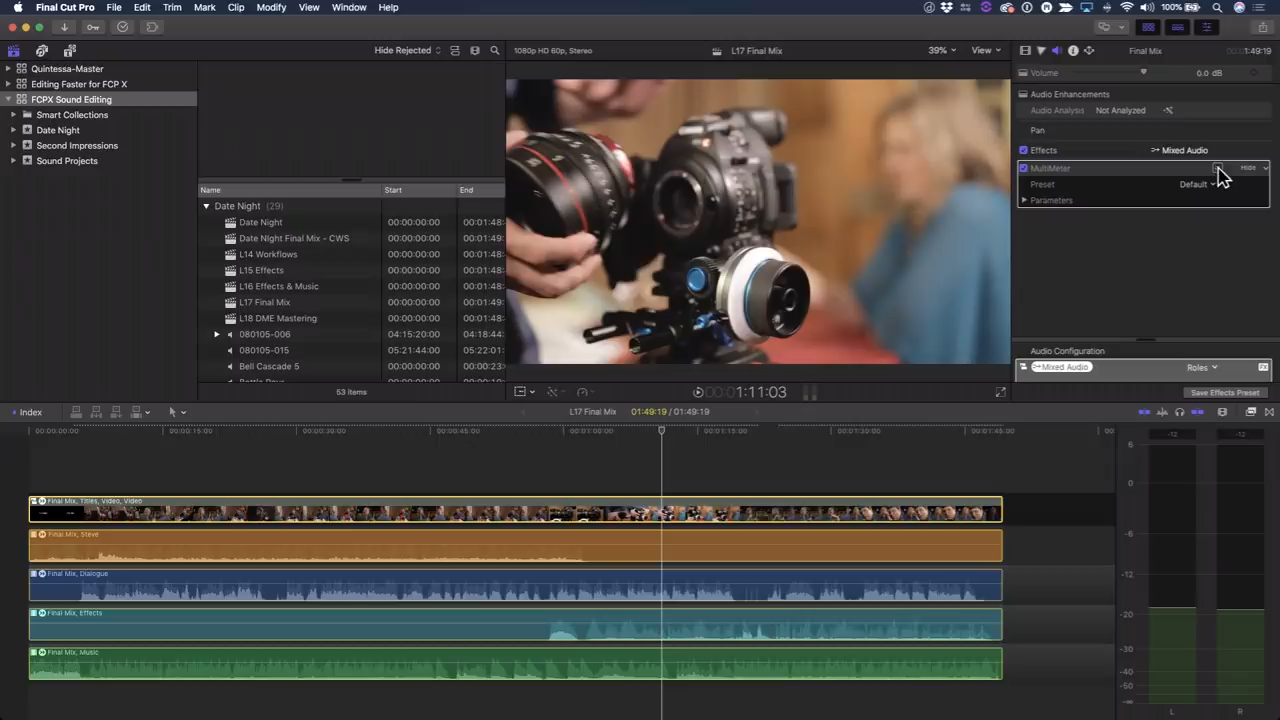 Final Cut Pro File Edit Trim Mark Clip Modify View Window Help 100%
Hide Rejected 1080p HD 60p, Stereo L17 Final Mix 39% View Final Mix 1:49:19
Quintessa-Master
Editing Faster for FCP X
FCPX Sound Editing
Smart Collections
Date Night
Second Impressions
Sound Projects
Name Start End
Date Night (29)
Date Night 00:00:00:00 00:01:48:
Date Night Final Mix - CWS 00:00:00:00 00:01:49:
L14 Workflows 00:00:00:00 00:01:48:
L15 Effects 00:00:00:00 00:01:48:
L16 Effects & Music 00:00:00:00 00:01:48:
L17 Final Mix 00:00:00:00 00:01:49:
L18 DME Mastering 00:00:00:00 00:01:49:
080105-006 04:15:20:00 04:18:44:
080105-015 05:21:44:00 05:22:01:
Bell Cascade 5 00:00:00:00 00:00:23:
53 items
1:11:03
Volume 0.0 dB
Audio Enhancements
Audio Analysis Not Analyzed
Pan
Effects Mixed Audio
MultiMeter Hide
Preset Default
Parameters
Audio Configuration
Mixed Audio Roles
Save Effects Preset
Index L17 Final Mix 01:49:19 / 01:49:19
00:00:00:00 00:00:15:00 00:00:30:00 00:00:45:00 00:01:00:00 00:01:15:00 00:01:30:00 00:01:45:00 00:
Final Mix, Titles, Video, Video
Final Mix, Steve
Final Mix, Dialogue
Final Mix, Effects
Final Mix, Music
-12 -12
6
0
-6
-12
-20
-30
-40
-50
-∞
L R